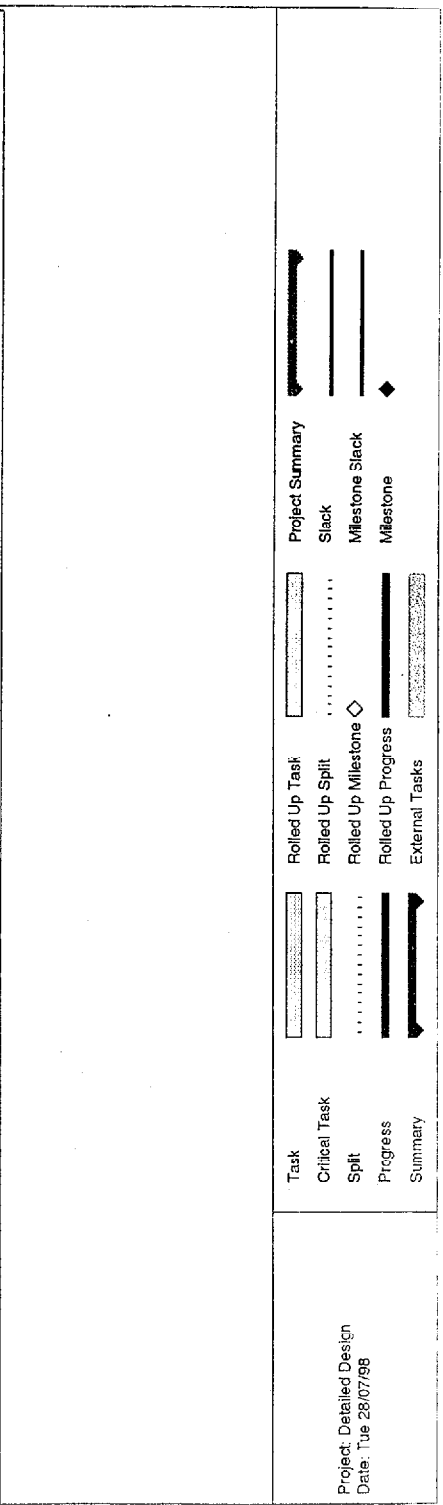 Project: Detailed Design
Date: Tue 28/07/98
Task
Critical Task
Split
Progress
Summary
Rolled Up Task
Rolled Up Split
Rolled Up Milestone
Rolled Up Progress
External Tasks
Project Summary
Slack
Milestone Slack
Milestone